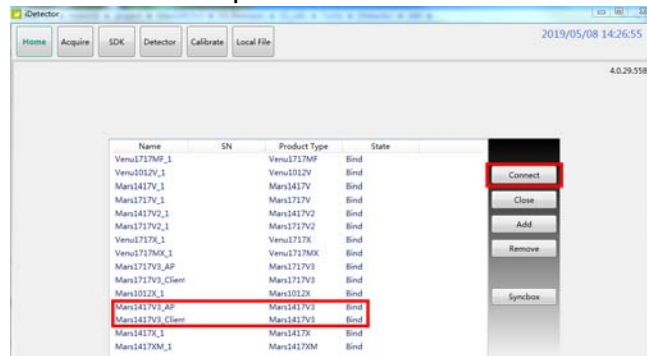 iDetector
2019/05/08 14:26:55
Home Acquire SDK Detector Calibrate Local File
4.0.29.558
Name SN Product Type State
Venu1717MF_1 Venu1717MF Bind
Venu1012V_1 Venu1012V Bind
Mars1417V_1 Mars1417V Bind
Mars1717V_1 Mars1717V Bind
Mars1417V2_1 Mars1417V2 Bind
Mars1717V2_1 Mars1717V2 Bind
Venu1717X_1 Venu1717X Bind
Venu1717MX_1 Venu1717MX Bind
Mars1717V3_AP Mars1717V3 Bind
Mars1717V3_Client Mars1717V3 Bind
Mars1012X_1 Mars1012X Bind
Mars1417V3_AP Mars1417V3 Bind
Mars1417V3_Client Mars1417V3 Bind
Mars1417X_1 Mars1417X Bind
Mars1417XM_1 Mars1417XM Bind
Connect
Close
Add
Remove
Syncbox